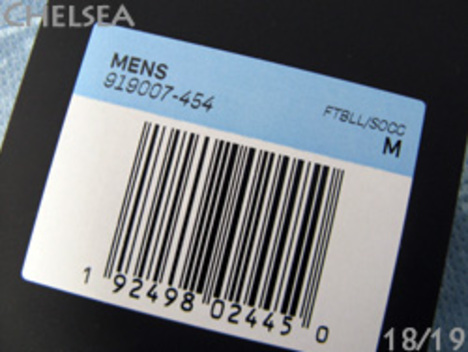 CHELSEA
MENS
919007-454
FTBLL/SOCC
M
1 92498 02445 0
18/19